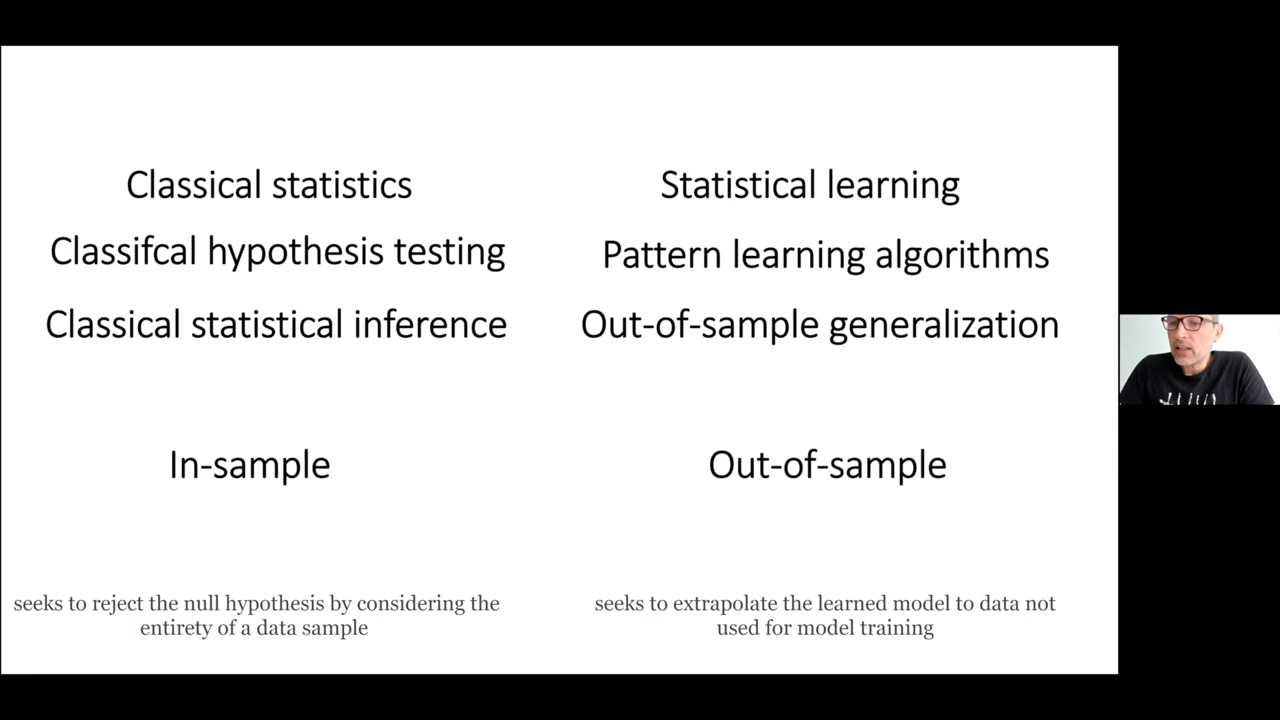 Classical statistics
Classifcal hypothesis testing
Classical statistical inference
In-sample
seeks to reject the null hypothesis by considering the
entirety of a data sample
Statistical learning
Pattern learning algorithms
Out-of-sample generalization
Out-of-sample
seeks to extrapolate the learned model to data not
used for model training